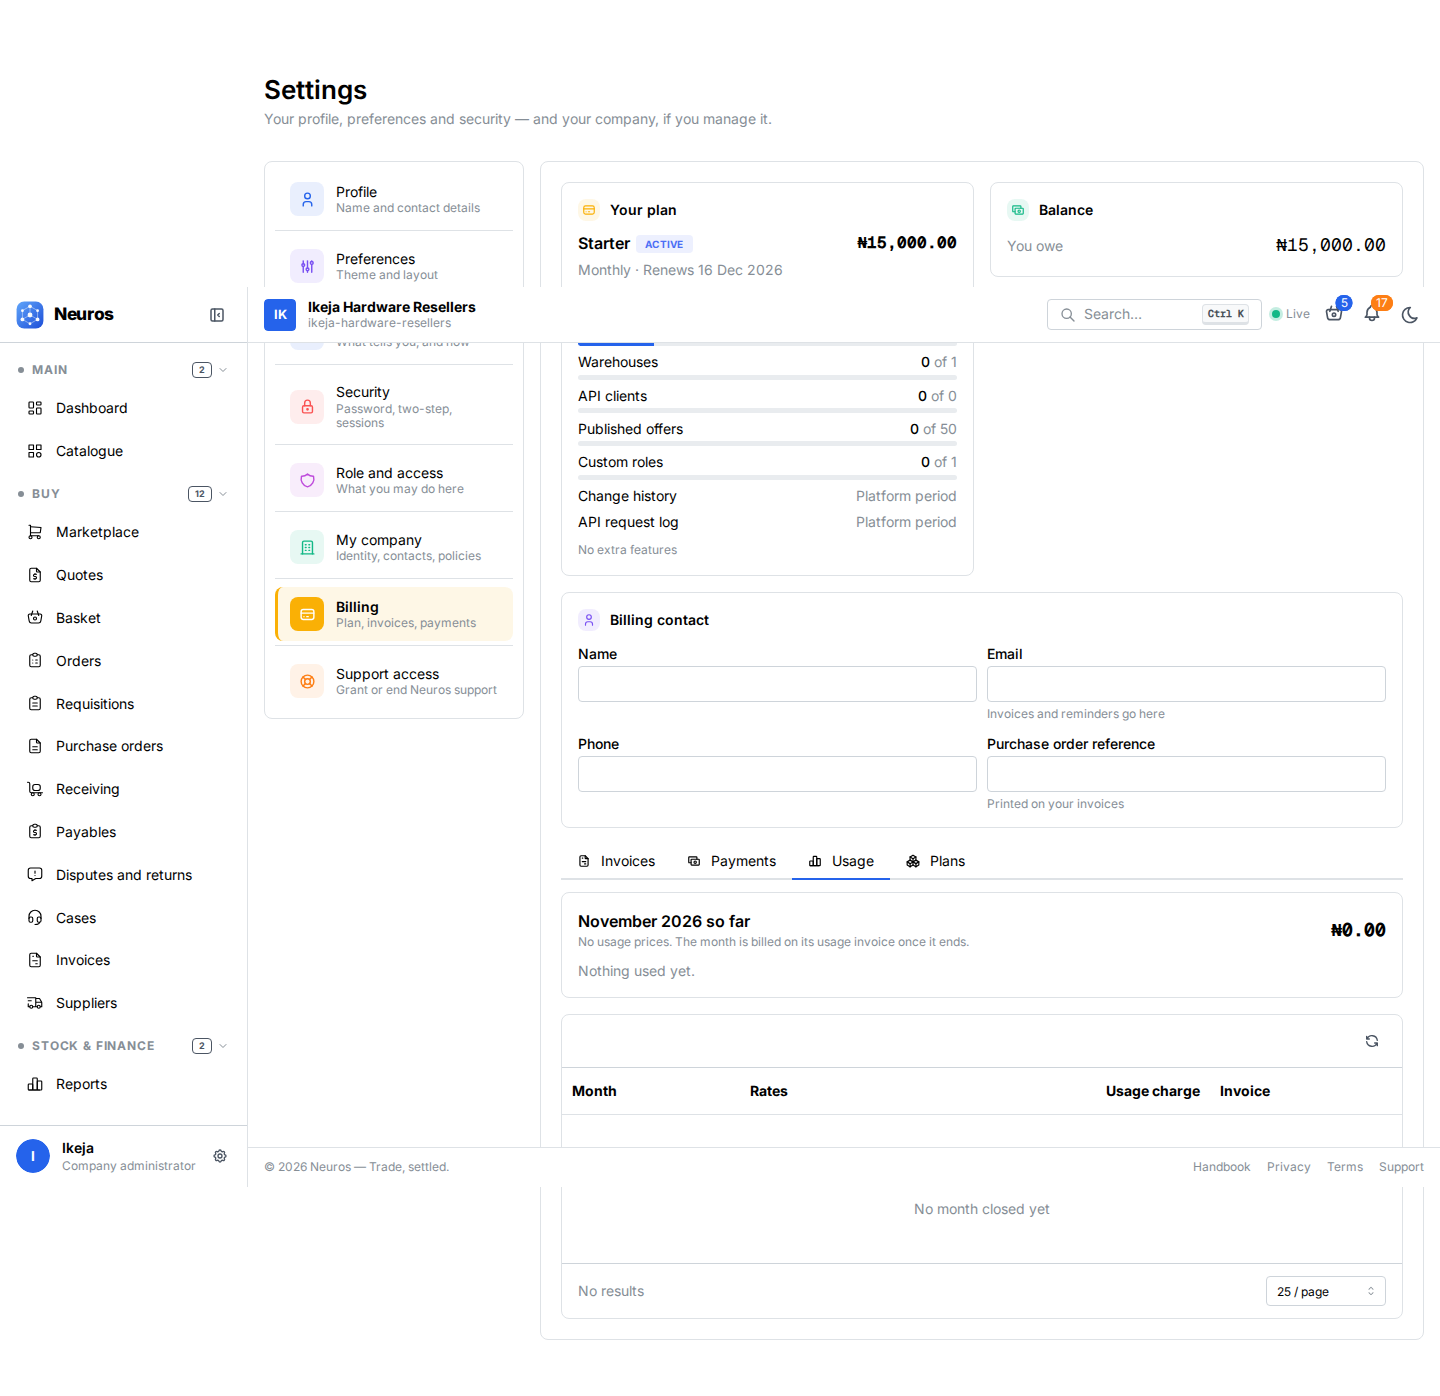 Settings
Your profile, preferences and security — and your company, if you manage it.
Profile
Name and contact details
Preferences
Theme and layout
Your plan
Starter ACTIVE ₦15,000.00
Monthly · Renews 16 Dec 2026
Balance
You owe ₦15,000.00
Neuros
IK
Ikeja Hardware Resellers
ikeja-hardware-resellers
Search... Ctrl K
Live
5
17
MAIN 2
Dashboard
Catalogue
BUY 12
Marketplace
Quotes
Basket
Orders
Requisitions
Purchase orders
Receiving
Payables
Disputes and returns
Cases
Invoices
Suppliers
STOCK & FINANCE 2
Reports
I
Ikeja
Company administrator
What tells you, and how
Security
Password, two-step,
sessions
Role and access
What you may do here
My company
Identity, contacts, policies
Billing
Plan, invoices, payments
Support access
Grant or end Neuros support
Warehouses 0 of 1
API clients 0 of 0
Published offers 0 of 50
Custom roles 0 of 1
Change history Platform period
API request log Platform period
No extra features
Billing contact
Name
Email
Invoices and reminders go here
Phone
Purchase order reference
Printed on your invoices
Invoices Payments Usage Plans
November 2026 so far
₦0.00
No usage prices. The month is billed on its usage invoice once it ends.
Nothing used yet.
Month Rates Usage charge Invoice
© 2026 Neuros — Trade, settled.
Handbook Privacy Terms Support
No month closed yet
No results
25 / page